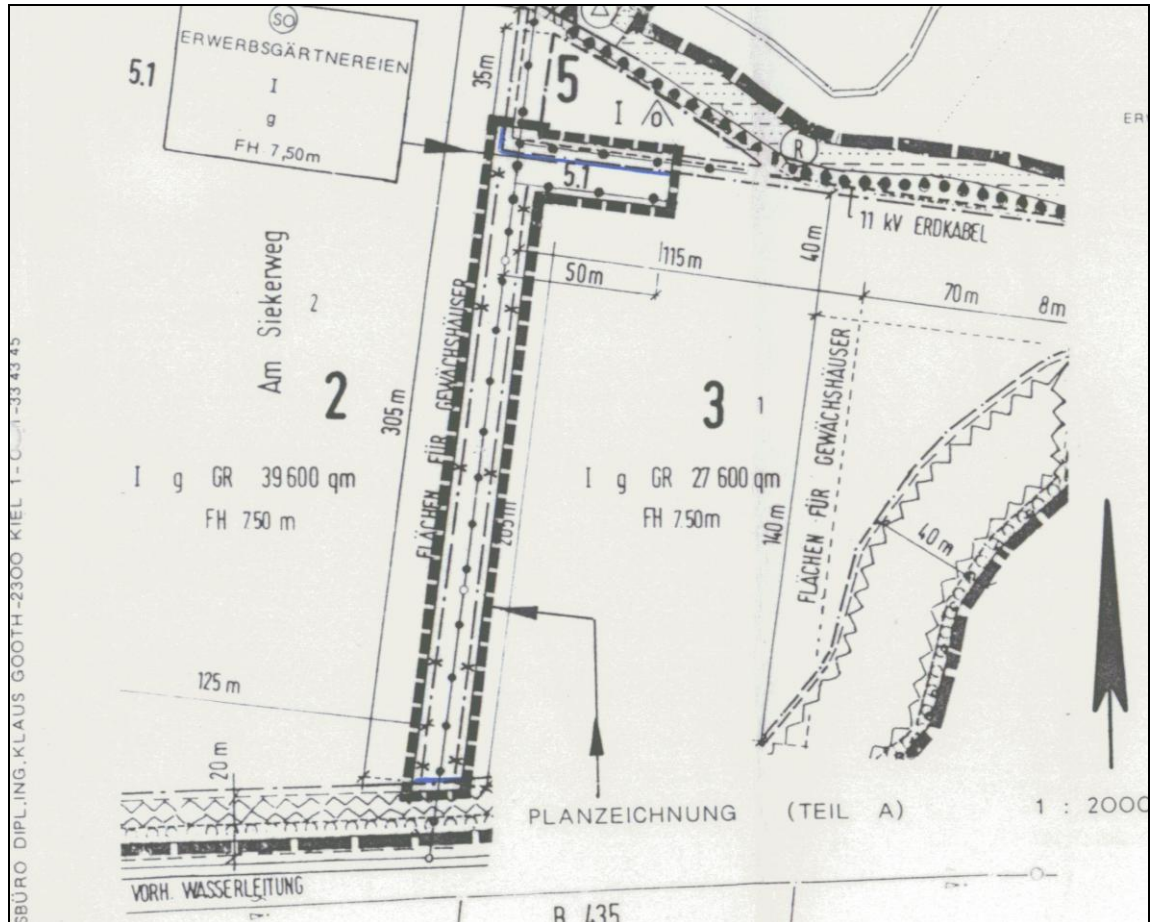 SO
ERWERBSGÄRTNEREIEN
I
g
FH 7,50m
5.1
35m
5
I
R
5.1
11 kV ERDKABEL
40m
115m
50m
70m
8m
Am Siekerweg
2
2
305m
FLÄCHEN FÜR GEWÄCHSHÄUSER
3
1
FLÄCHEN FÜR GEWÄCHSHÄUSER
I g GR 39600 qm
FH 750 m
I g GR 27600 qm
FH 7.50m
140m
40m
125 m
20 m
PLANZEICHNUNG (TEIL A) 1 : 2000
VORH. WASSERLEITUNG
B 435
DIPL.ING. KLAUS GOOTH-2300 KIEL 1